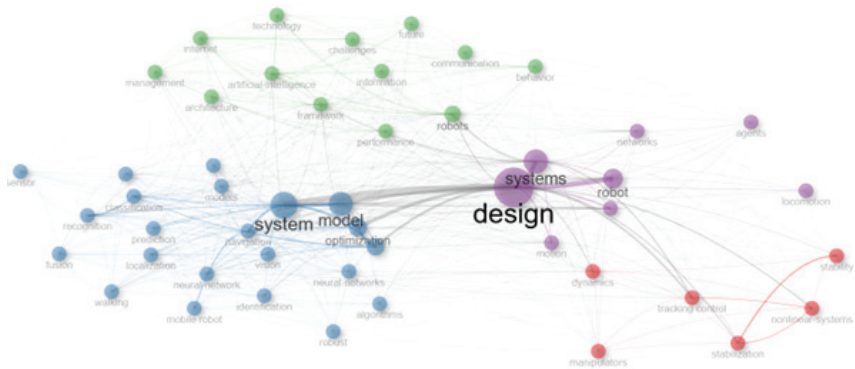 technology
future
internet
challenges
communication
management
artificial-intelligence
information
behavior
architecture
framework
robots
performance
networks
agents
sensor
models
systems
robot
classification
locomotion
design
recognition
system
model
prediction
navigation
optimization
motion
fusion
localization
vision
stability
neural-network
neural-networks
dynamics
walking
identification
tracking-control
mobile-robot
algorithms
nonlinear-systems
robust
stabilization
manipulators